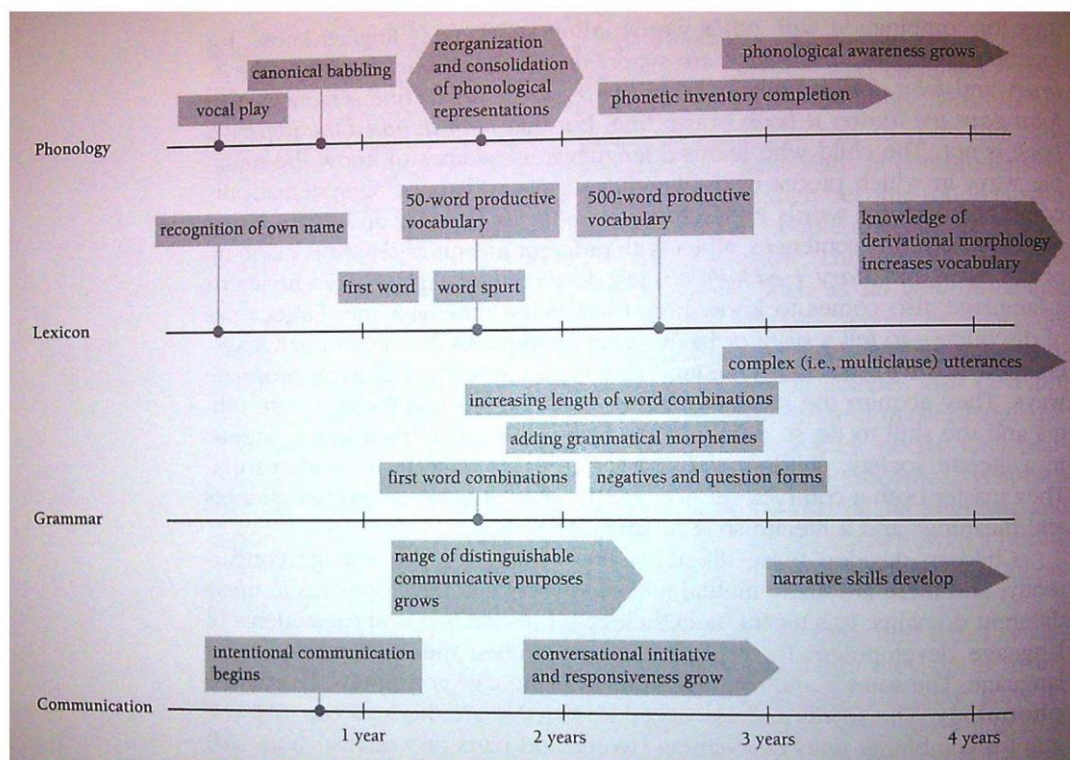 reorganization
and consolidation
of phonological
representations
phonological awareness grows
canonical babbling
phonetic inventory completion
vocal play
Phonology
50-word productive
vocabulary
500-word productive
vocabulary
knowledge of
derivational morphology
increases vocabulary
recognition of own name
first word
word spurt
Lexicon
complex (i.e., multiclause) utterances
increasing length of word combinations
adding grammatical morphemes
first word combinations
negatives and question forms
Grammar
range of distinguishable
communicative purposes
grows
narrative skills develop
intentional communication
begins
conversational initiative
and responsiveness grow
Communication
1 year
2 years
3 years
4 years